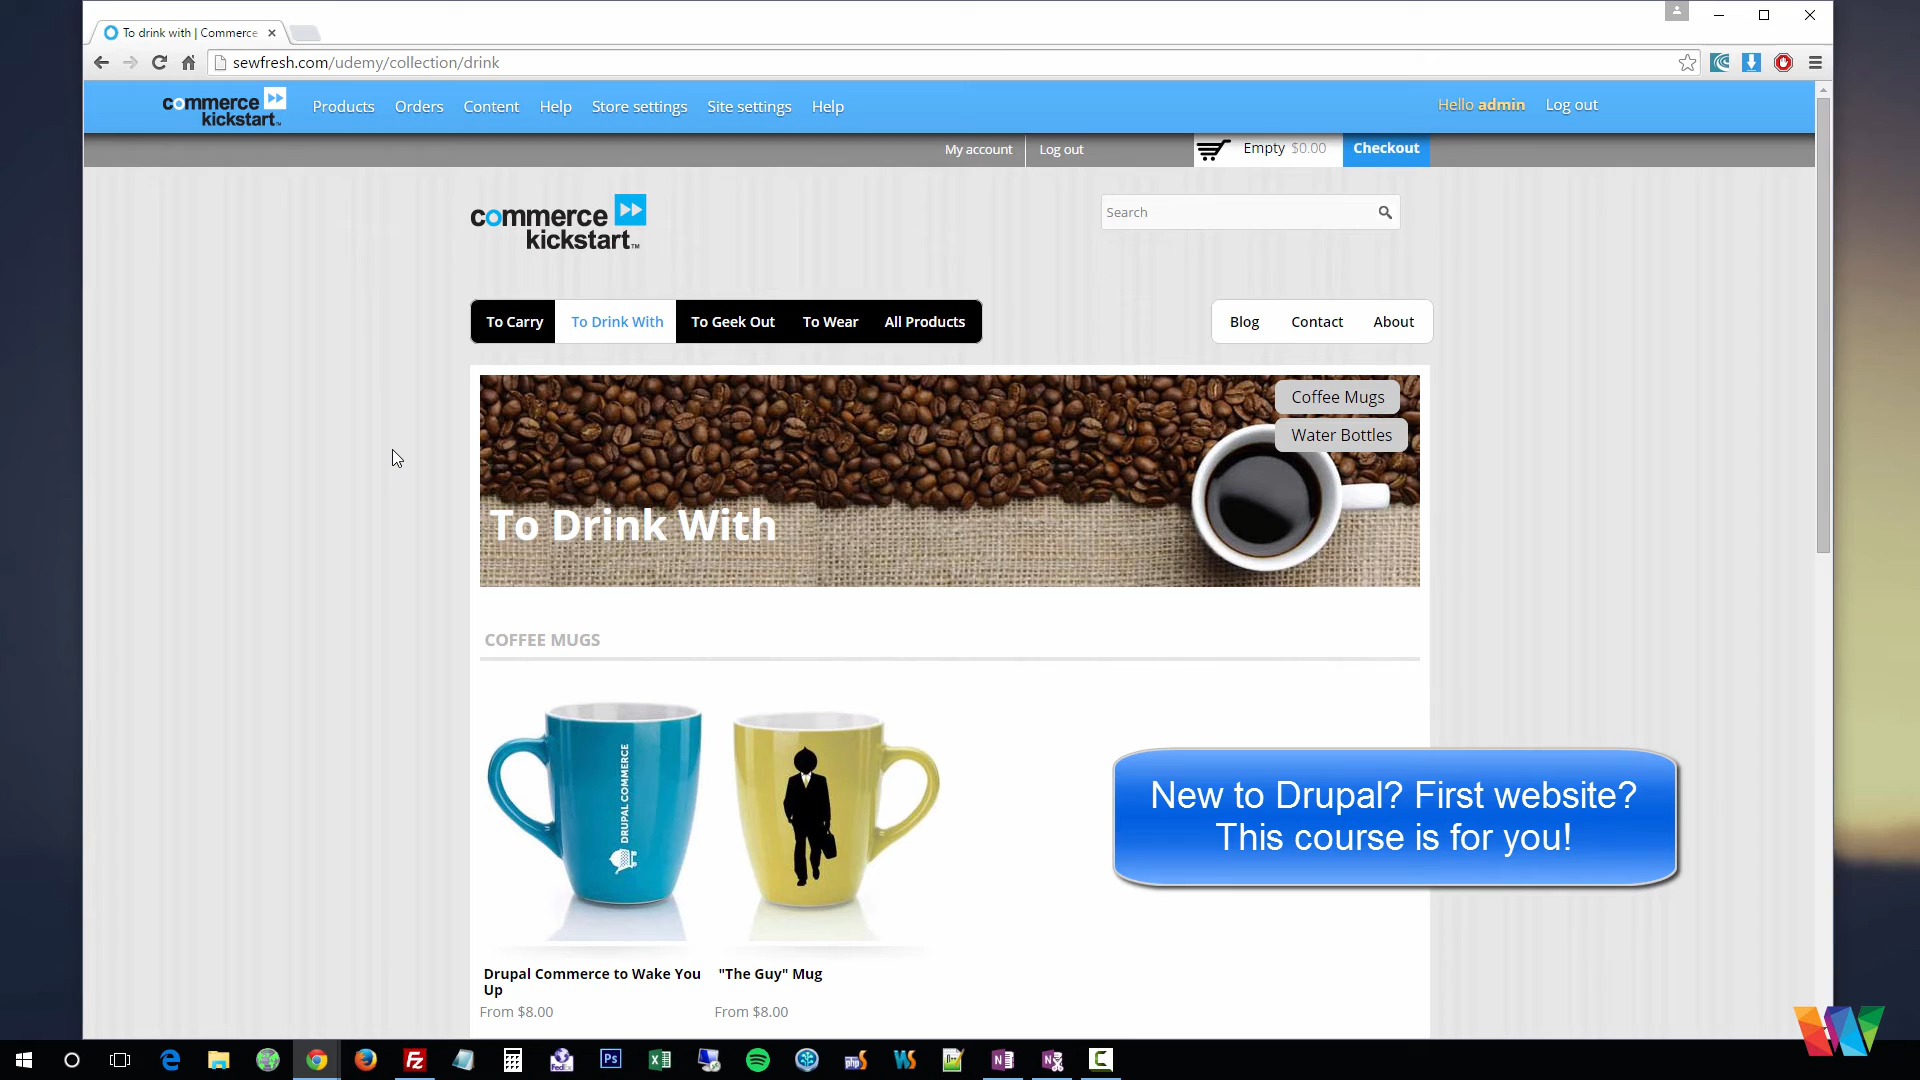 To drink with | Commerce
sewfresh.com/udemy/collection/drink
commerce
kickstart™
Products Orders Content Help Store settings Site settings Help
Hello admin Log out
My account Log out
Empty $0.00 Checkout
commerce
kickstart™
Search
To Carry To Drink With To Geek Out To Wear All Products
Blog Contact About
Coffee Mugs
Water Bottles
To Drink With
COFFEE MUGS
DRUPAL COMMERCE
New to Drupal? First website?
This course is for you!
Drupal Commerce to Wake You
Up
From $8.00
"The Guy" Mug
From $8.00